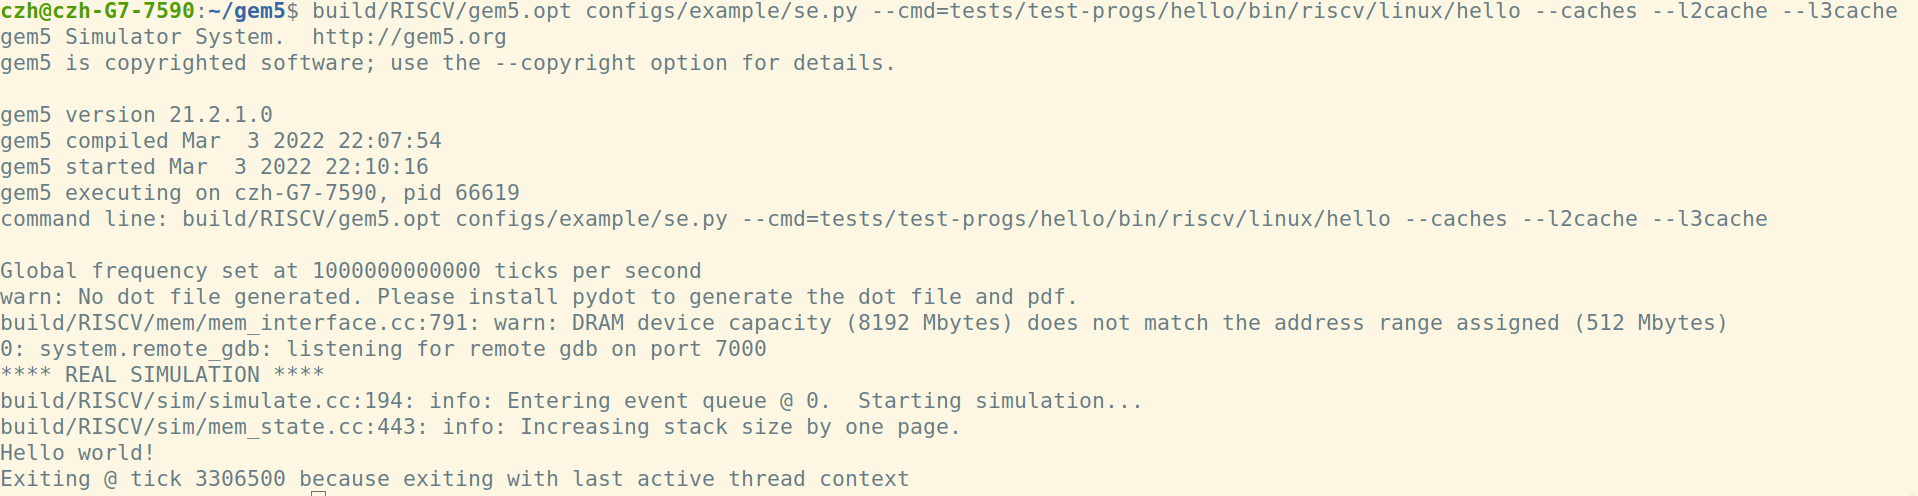 czh@czh-G7-7590:~/gem5$ build/RISCV/gem5.opt configs/example/se.py --cmd=tests/test-progs/hello/bin/riscv/linux/hello --caches --l2cache --l3cache
gem5 Simulator System.  http://gem5.org
gem5 is copyrighted software; use the --copyright option for details.

gem5 version 21.2.1.0
gem5 compiled Mar  3 2022 22:07:54
gem5 started Mar  3 2022 22:10:16
gem5 executing on czh-G7-7590, pid 66619
command line: build/RISCV/gem5.opt configs/example/se.py --cmd=tests/test-progs/hello/bin/riscv/linux/hello --caches --l2cache --l3cache

Global frequency set at 1000000000000 ticks per second
warn: No dot file generated. Please install pydot to generate the dot file and pdf.
build/RISCV/mem/mem_interface.cc:791: warn: DRAM device capacity (8192 Mbytes) does not match the address range assigned (512 Mbytes)
0: system.remote_gdb: listening for remote gdb on port 7000
**** REAL SIMULATION ****
build/RISCV/sim/simulate.cc:194: info: Entering event queue @ 0.  Starting simulation...
build/RISCV/sim/mem_state.cc:443: info: Increasing stack size by one page.
Hello world!
Exiting @ tick 3306500 because exiting with last active thread context